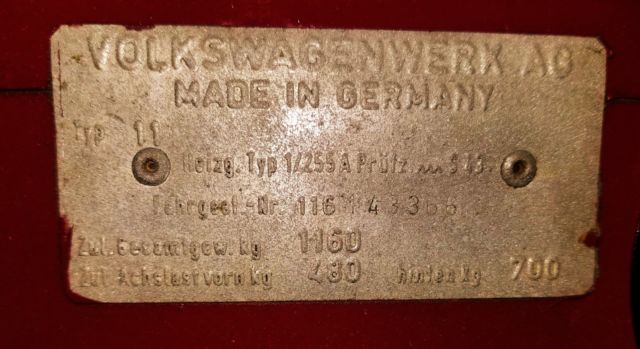 VOLKSWAGENWERK AG
MADE IN GERMANY
Typ 11
Heizg. Typ 1/255 A Prüfz. S 43
Fahrgest.-Nr.
Zul. Gesamtgew. kg 1160
Zul. Achslast vorn kg 480 hinten kg 700